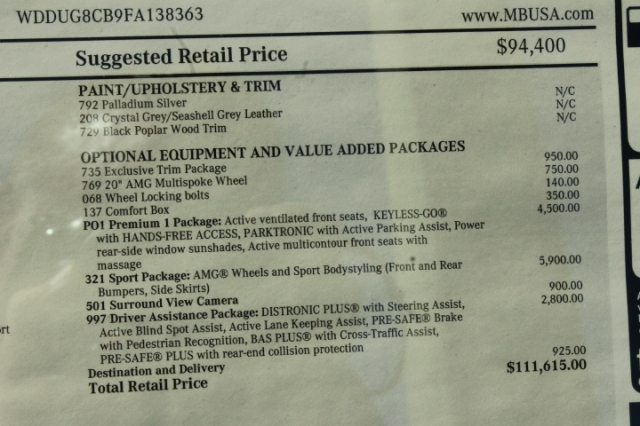 WDDUG8CB9FA138363 www.MBUSA.com
Suggested Retail Price $94,400
PAINT/UPHOLSTERY & TRIM
792 Palladium Silver N/C
208 Crystal Grey/Seashell Grey Leather N/C
729 Black Poplar Wood Trim N/C
OPTIONAL EQUIPMENT AND VALUE ADDED PACKAGES
735 Exclusive Trim Package 950.00
769 20" AMG Multispoke Wheel 750.00
068 Wheel Locking bolts 140.00
137 Comfort Box 350.00
PO1 Premium 1 Package: Active ventilated front seats, KEYLESS-GO® 4,500.00
with HANDS-FREE ACCESS, PARKTRONIC with Active Parking Assist, Power
rear-side window sunshades, Active multicontour front seats with
massage
321 Sport Package: AMG® Wheels and Sport Bodystyling (Front and Rear 5,900.00
Bumpers, Side Skirts)
501 Surround View Camera 900.00
997 Driver Assistance Package: DISTRONIC PLUS® with Steering Assist, 2,800.00
Active Blind Spot Assist, Active Lane Keeping Assist, PRE-SAFE® Brake
with Pedestrian Recognition, BAS PLUS® with Cross-Traffic Assist,
PRE-SAFE® PLUS with rear-end collision protection
Destination and Delivery 925.00
Total Retail Price $111,615.00